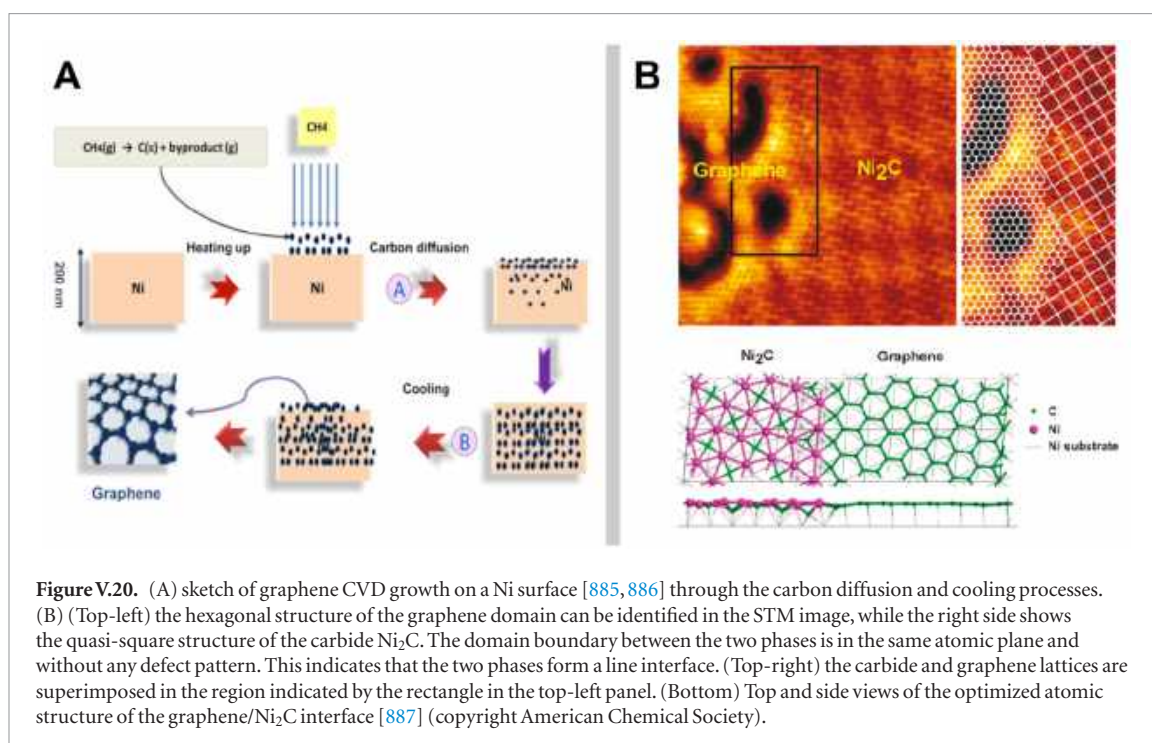 A
CH4
CH₄(g) → C(s) + byproduct (g)
Heating up
Carbon diffusion
200 nm
Ni
Ni
A
Ni
Cooling
B
Graphene
B
Graphene
Ni₂C
Ni₂C
Graphene
C
Ni
Ni substrate
Figure V.20. (A) sketch of graphene CVD growth on a Ni surface [885, 886] through the carbon diffusion and cooling processes.
(B) (Top-left) the hexagonal structure of the graphene domain can be identified in the STM image, while the right side shows
the quasi-square structure of the carbide Ni₂C. The domain boundary between the two phases is in the same atomic plane and
without any defect pattern. This indicates that the two phases form a line interface. (Top-right) the carbide and graphene lattices are
superimposed in the region indicated by the rectangle in the top-left panel. (Bottom) Top and side views of the optimized atomic
structure of the graphene/Ni₂C interface [887] (copyright American Chemical Society).